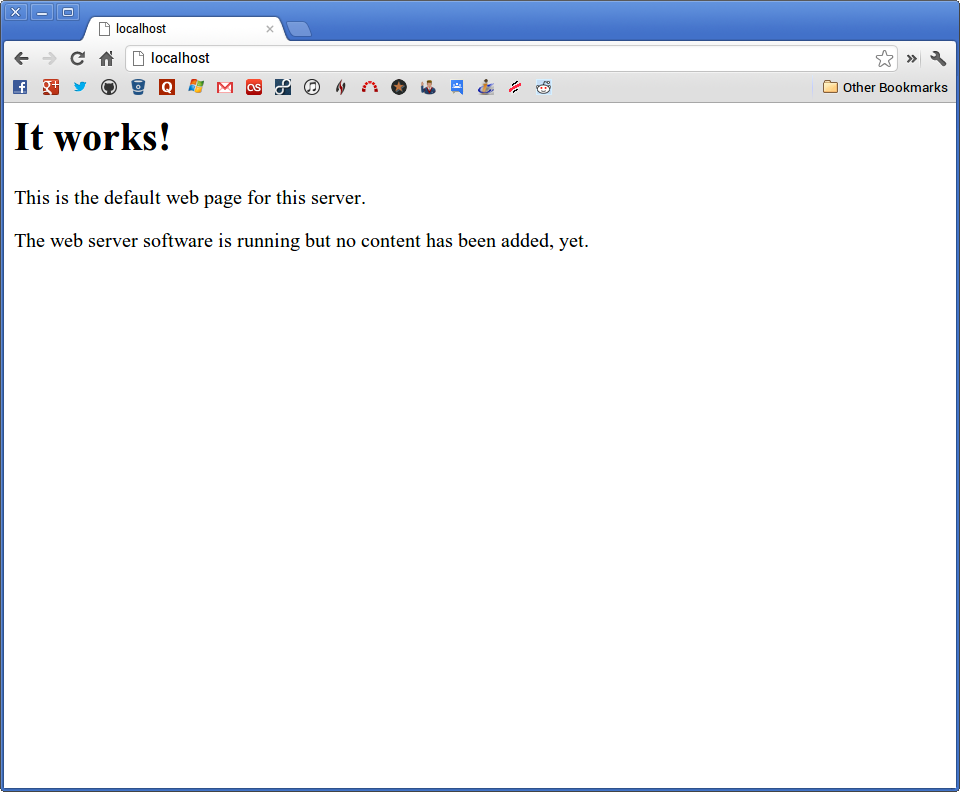 localhost
localhost
Other Bookmarks
It works!
This is the default web page for this server.
The web server software is running but no content has been added, yet.